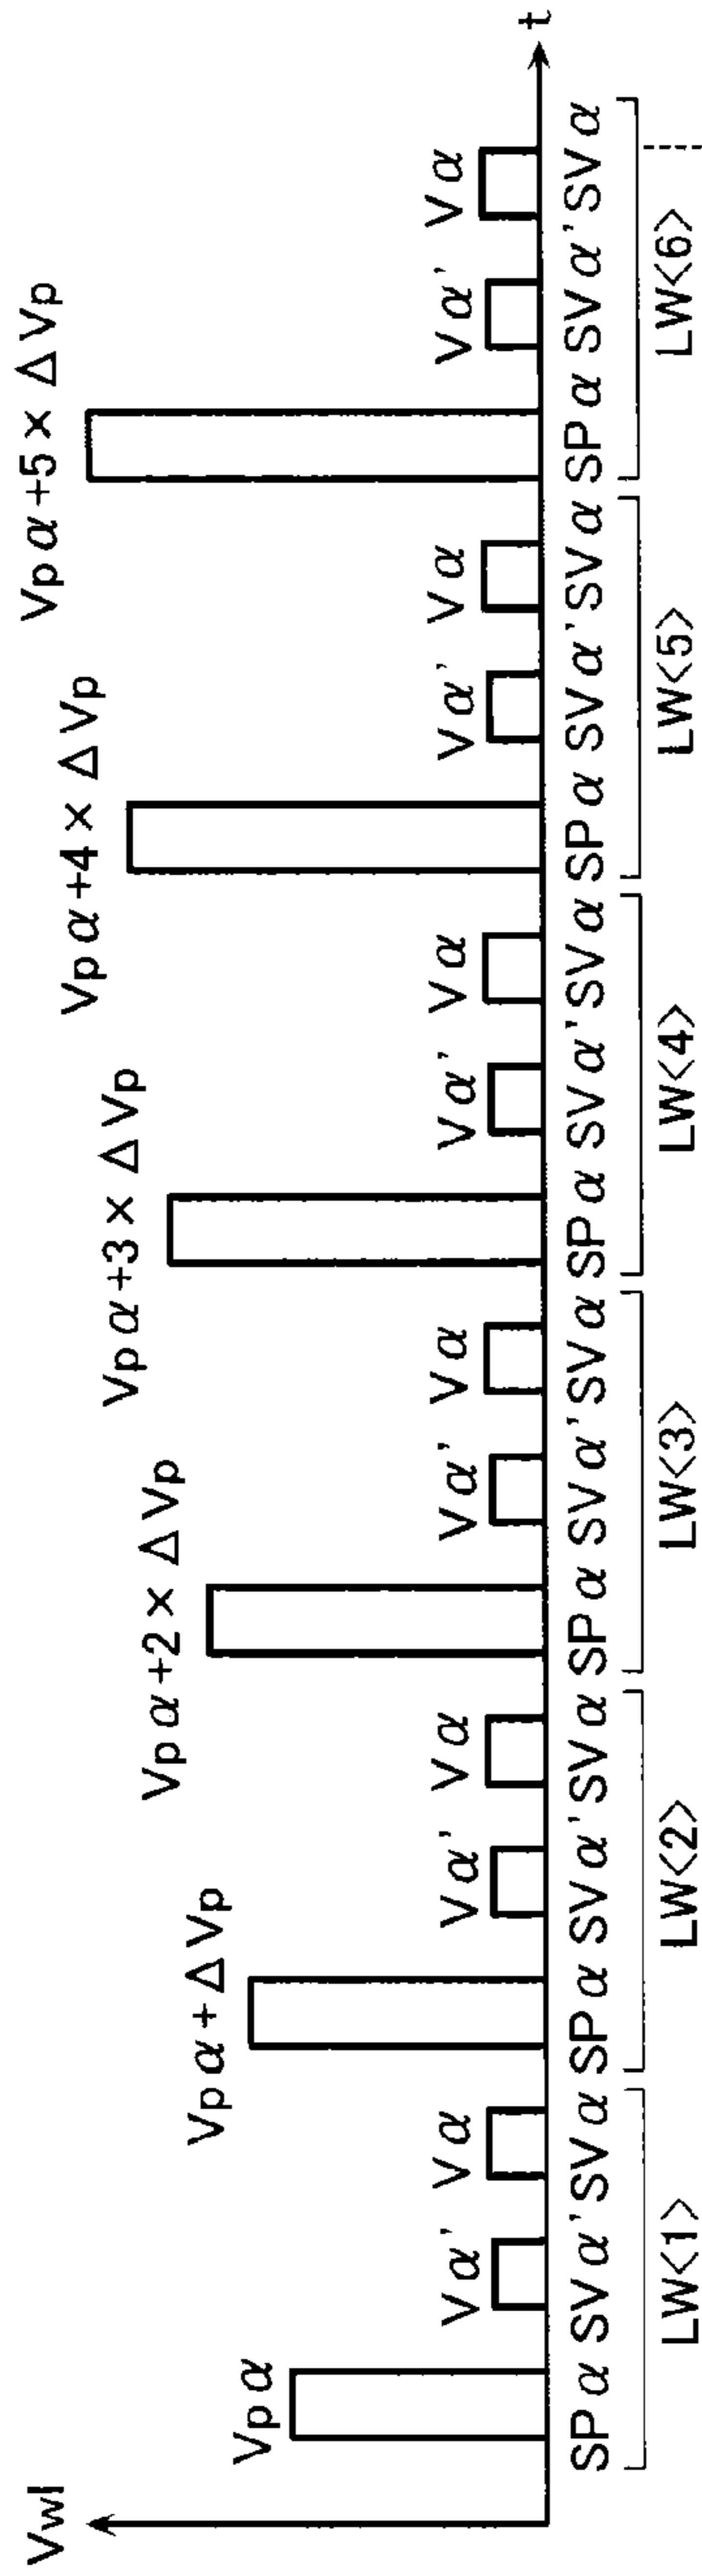 Vwl
Vpα+5×ΔVp
Vpα+4×ΔVp
Vpα+3×ΔVp
Vpα+2×ΔVp
Vpα+ΔVp
Vpα
Vα' Vα Vα' Vα Vα' Vα Vα' Vα Vα' Vα Vα' Vα
t
SPα SVα' SVα SPα SVα' SVα SPα SVα' SVα SPα SVα' SVα SPα SVα' SVα SPα SVα' SVα
LW<1> LW<2> LW<3> LW<4> LW<5> LW<6>